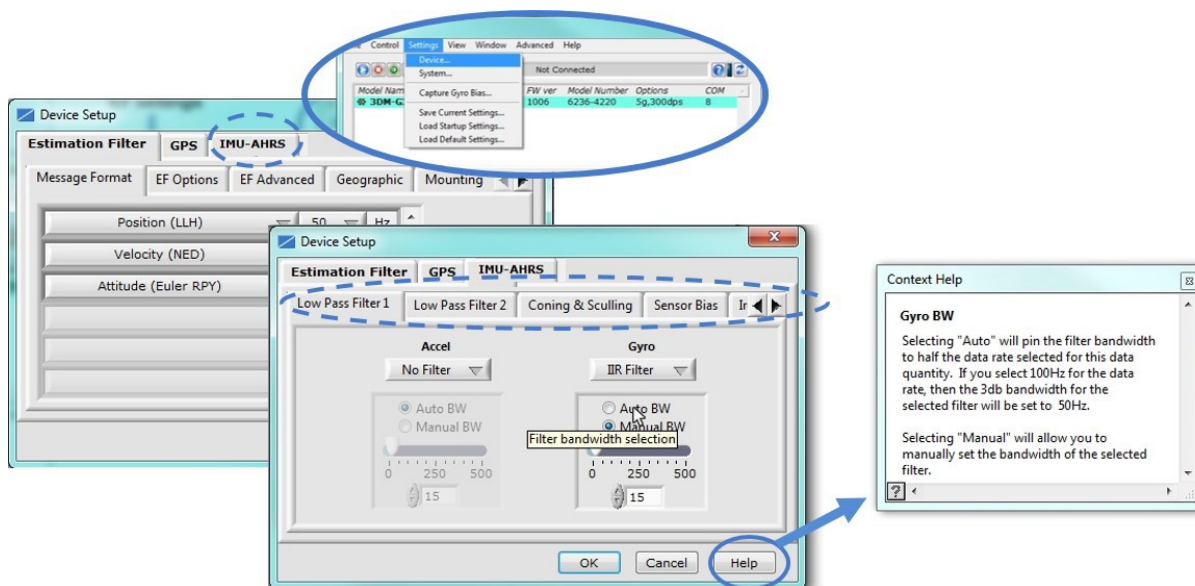 Control Settings View Window Advanced Help
Device...
System...
Not Connected
Capture Gyro Bias...
Save Current Settings...
Load Startup Settings...
Load Default Settings...
FW ver Model Number Options COM
3DM-G 1006 6236-4220 5g,300dps 8
Device Setup
Estimation Filter GPS IMU-AHRS
Message Format EF Options EF Advanced Geographic Mounting
Position (LLH) 50 Hz
Velocity (NED)
Attitude (Euler RPY)
Device Setup
Estimation Filter GPS IMU-AHRS
Low Pass Filter 1 Low Pass Filter 2 Coning & Sculling Sensor Bias
Accel Gyro
No Filter IIR Filter
Auto BW Auto BW
Manual BW Manual BW
Filter bandwidth selection
0 250 500 0 250 500
15 15
OK Cancel Help
Context Help
Gyro BW
Selecting "Auto" will pin the filter bandwidth
to half the data rate selected for this data
quantity. If you select 100Hz for the data
rate, then the 3db bandwidth for the
selected filter will be set to 50Hz.
Selecting "Manual" will allow you to
manually set the bandwidth of the selected
filter.